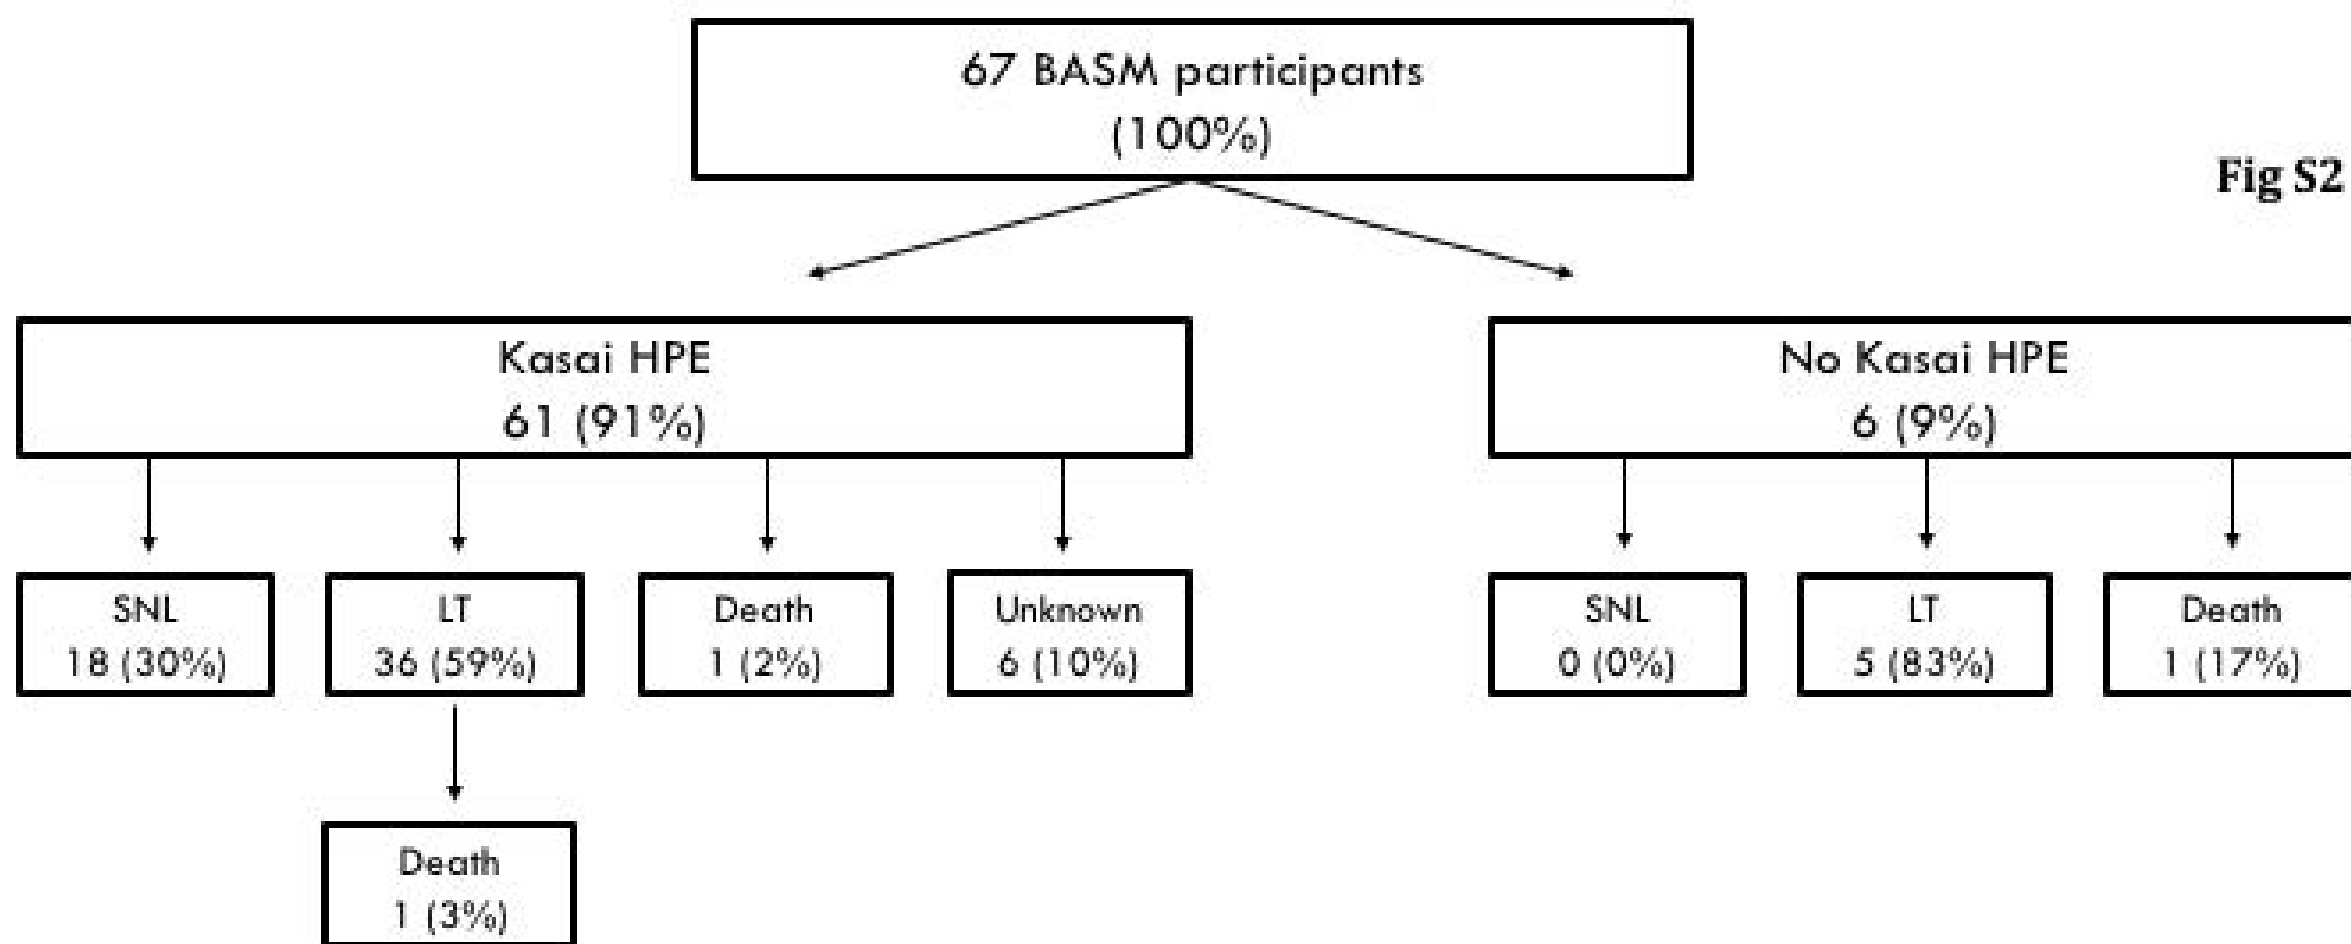 67 BASM participants
(100%)
Fig S2
Kasai HPE
61 (91%)
No Kasai HPE
6 (9%)
SNL
18 (30%)
LT
36 (59%)
Death
1 (2%)
Unknown
6 (10%)
SNL
0 (0%)
LT
5 (83%)
Death
1 (17%)
Death
1 (3%)